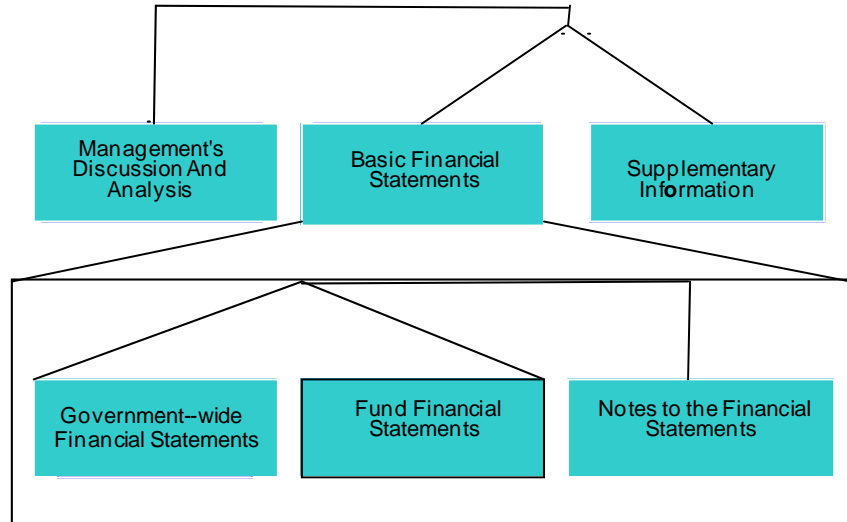 Management's
Discussion And
Analysis
Basic Financial
Statements
Supplementary
Information
Government--wide
Financial Statements
Fund Financial
Statements
Notes to the Financial
Statements